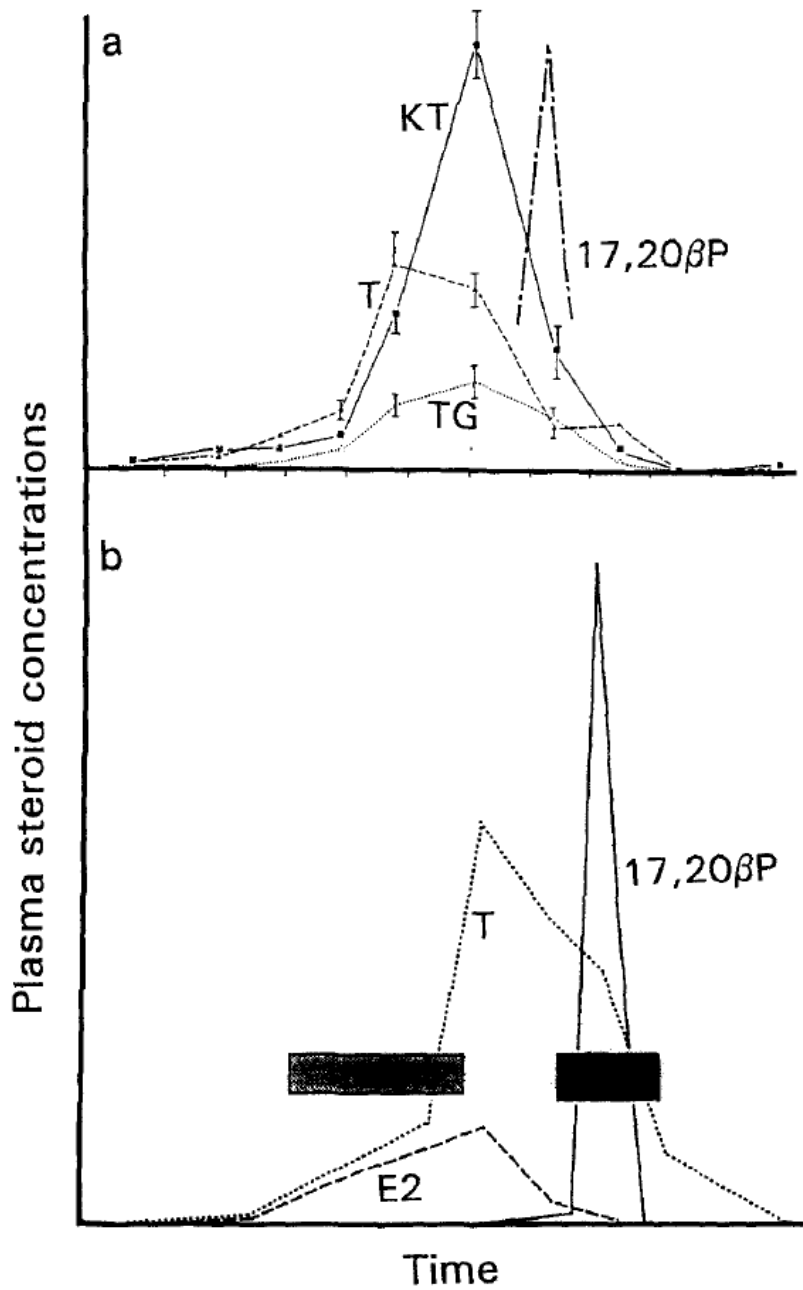 a
KT
17,20βP
T
TG
Plasma steroid concentrations
b
17,20βP
T
E2
Time